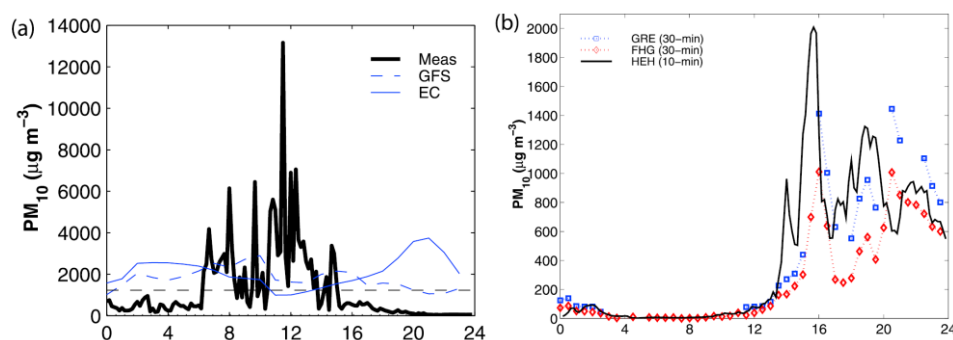 (a)
PM10 (μg m−3)
14000
12000
10000
8000
6000
4000
2000
0
0 4 8 12 16 20 24
Meas
GFS
EC
(b)
PM10 (μg m−3)
2000
1800
1600
1400
1200
1000
800
600
400
200
0
0 4 8 12 16 20 24
GRE (30−min)
FHG (30−min)
HEH (10−min)